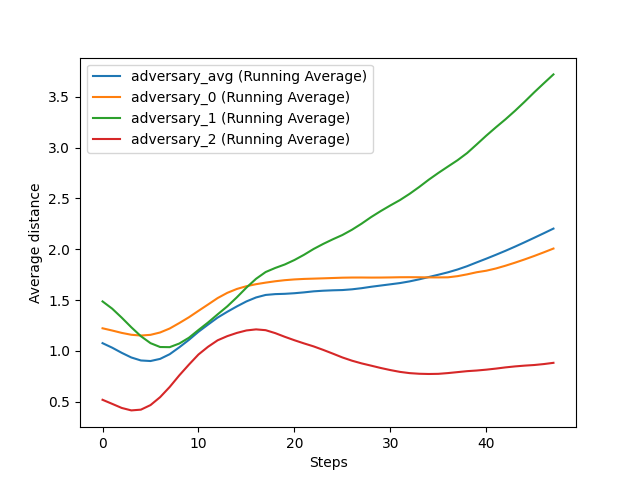 adversary_avg (Running Average)
adversary_0 (Running Average)
adversary_1 (Running Average)
adversary_2 (Running Average)
Average distance
3.5
3.0
2.5
2.0
1.5
1.0
0.5
0 10 20 30 40
Steps